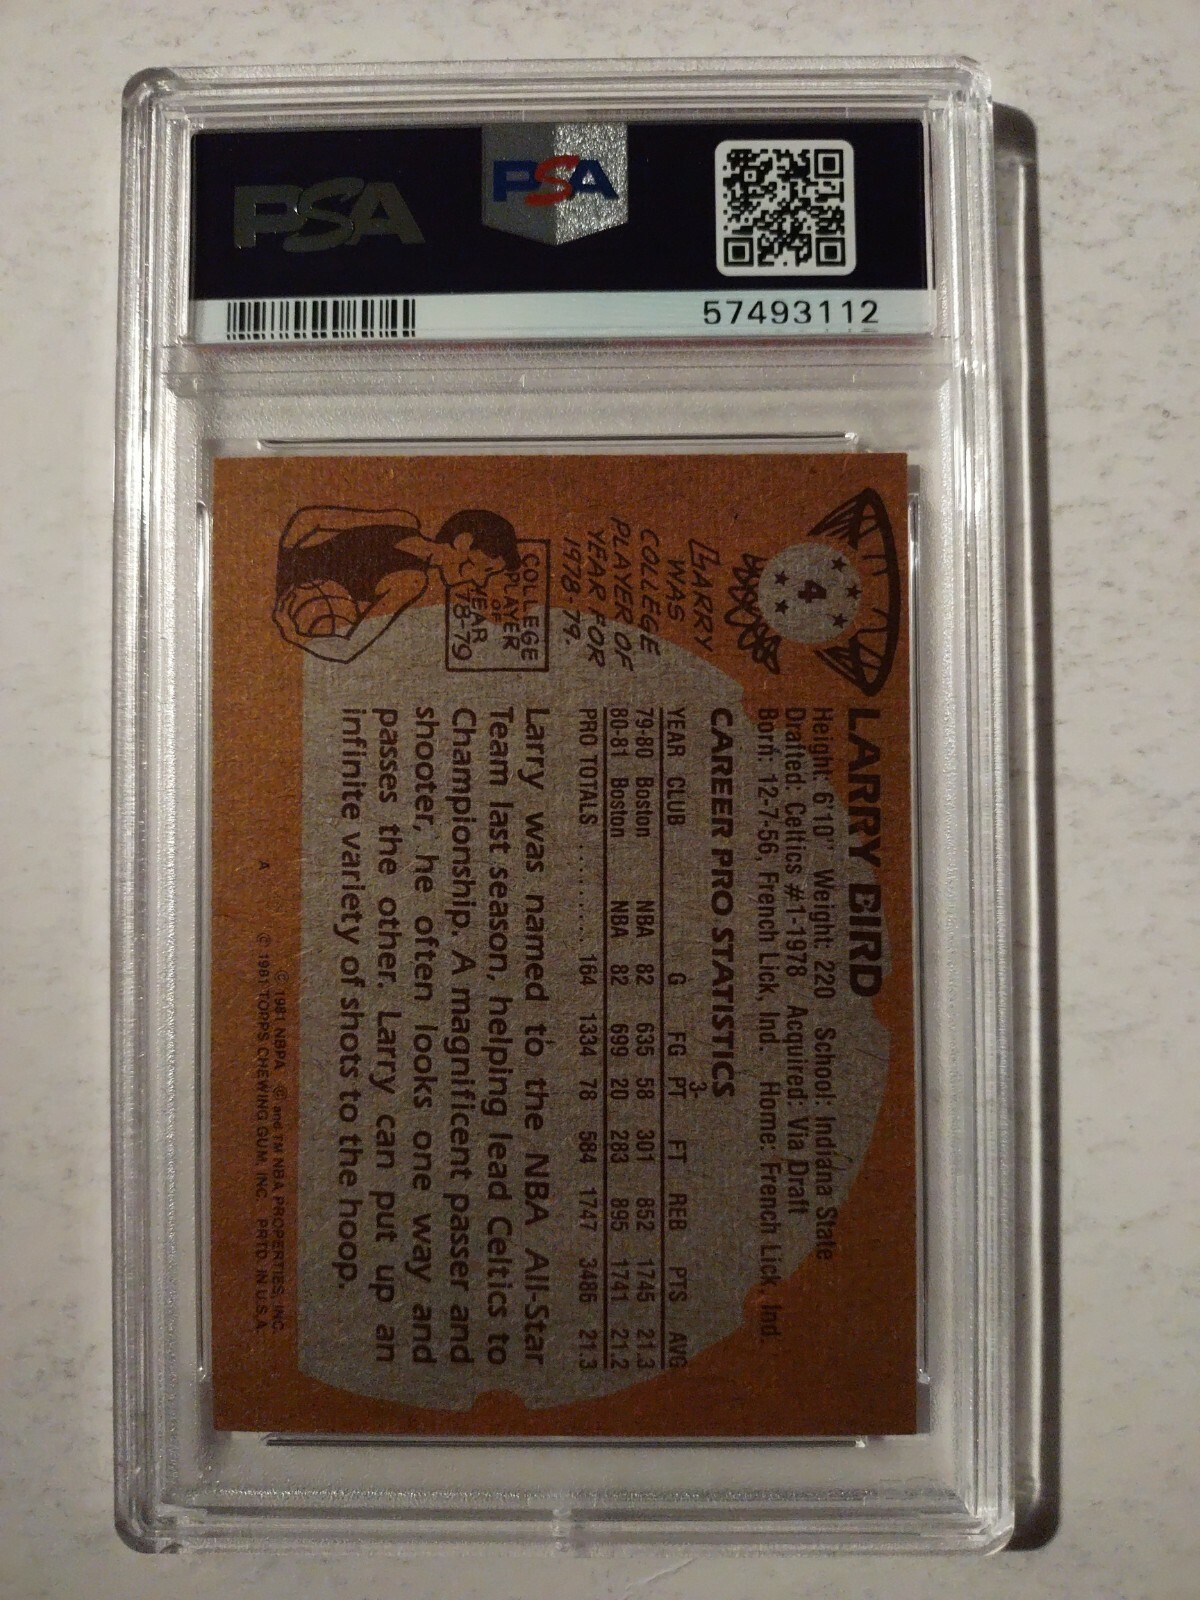 PSA
PSA
57493112
4
LARRY BIRD
Height: 6'10" Weight: 220 School: Indiana State
Drafted: Celtics #1-1978 Acquired: Via Draft
Born: 12-7-56, French Lick, Ind. Home: French Lick, Ind.
CAREER PRO STATISTICS
YEAR CLUB G FG 3-PT FT REB PTS AVG
79-80 Boston NBA 82 635 58 301 852 1745 21.3
80-81 Boston NBA 82 699 20 283 895 1741 21.2
PRO TOTALS ......... 164 1334 78 584 1747 3486 21.3
Larry was named to the NBA All-Star
Team last season, helping lead Celtics to
Championship. A magnificent passer and
shooter, he often looks one way and
passes the other. Larry can put up an
infinite variety of shots to the hoop.
LARRY
WAS
COLLEGE
PLAYER OF
YEAR FOR
1978-79.
COLLEGE
PLAYER
OF
YEAR
'78-79
© 1981 NBPA © and TM NBA PROPERTIES, INC.
A © 1981 TOPPS CHEWING GUM, INC. PRTD. IN U.S.A.